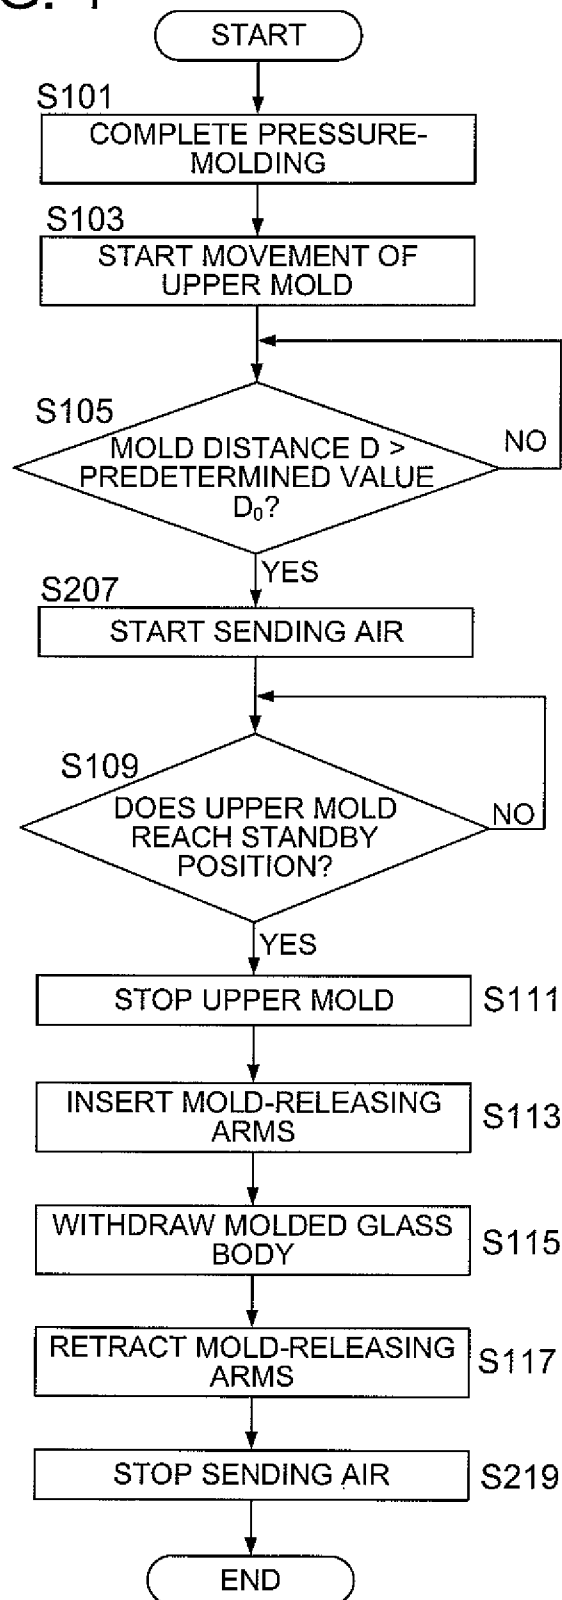 START
S101
COMPLETE PRESSURE-
MOLDING
S103
START MOVEMENT OF
UPPER MOLD
S105
MOLD DISTANCE D >
PREDETERMINED VALUE
D₀?
NO
YES
S207
START SENDING AIR
S109
DOES UPPER MOLD
REACH STANDBY
POSITION?
NO
YES
STOP UPPER MOLD
S111
INSERT MOLD-RELEASING
ARMS
S113
WITHDRAW MOLDED GLASS
BODY
S115
RETRACT MOLD-RELEASING
ARMS
S117
STOP SENDING AIR
S219
END